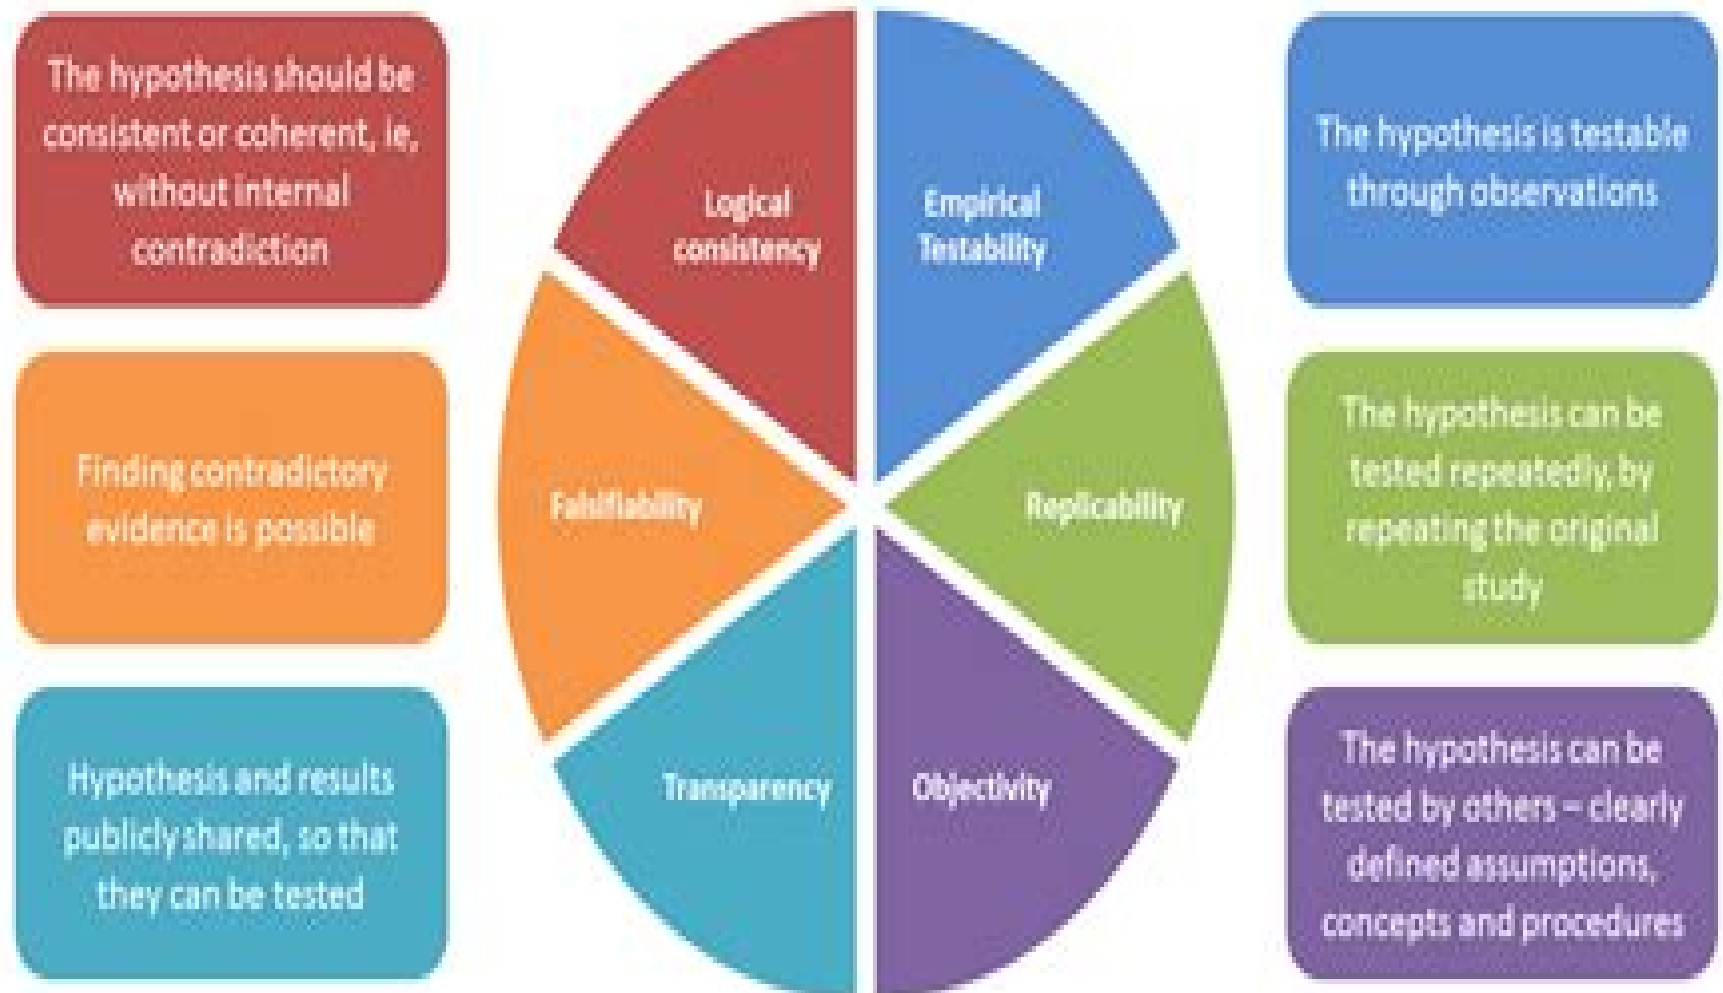 The hypothesis should be
consistent or coherent, ie,
without internal
contradiction
Logical
consistency
Empirical
Testability
The hypothesis is testable
through observations
Finding contradictory
evidence is possible
Falsifiability
Replicability
The hypothesis can be
tested repeatedly, by
repeating the original
study
Hypothesis and results
publicly shared, so that
they can be tested
Transparency
Objectivity
The hypothesis can be
tested by others – clearly
defined assumptions,
concepts and procedures